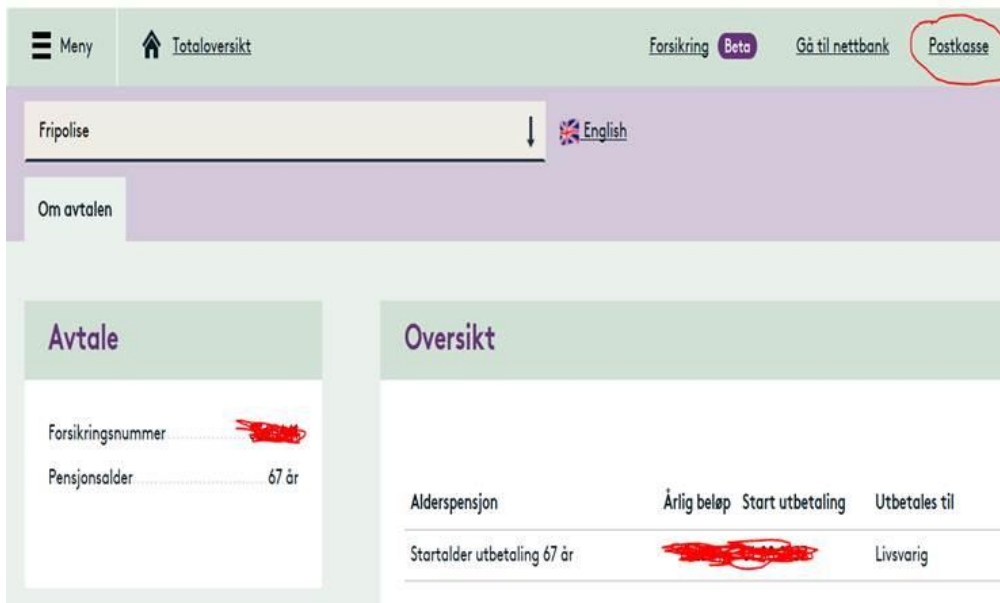 Meny Totaloversikt Forsikring Beta Gå til nettbank Postkasse
Fripolise English
Om avtalen
Avtale
Forsikringsnummer
Pensjonsalder 67 år
Oversikt
Alderspensjon Årlig beløp Start utbetaling Utbetales til
Startalder utbetaling 67 år Livsvarig